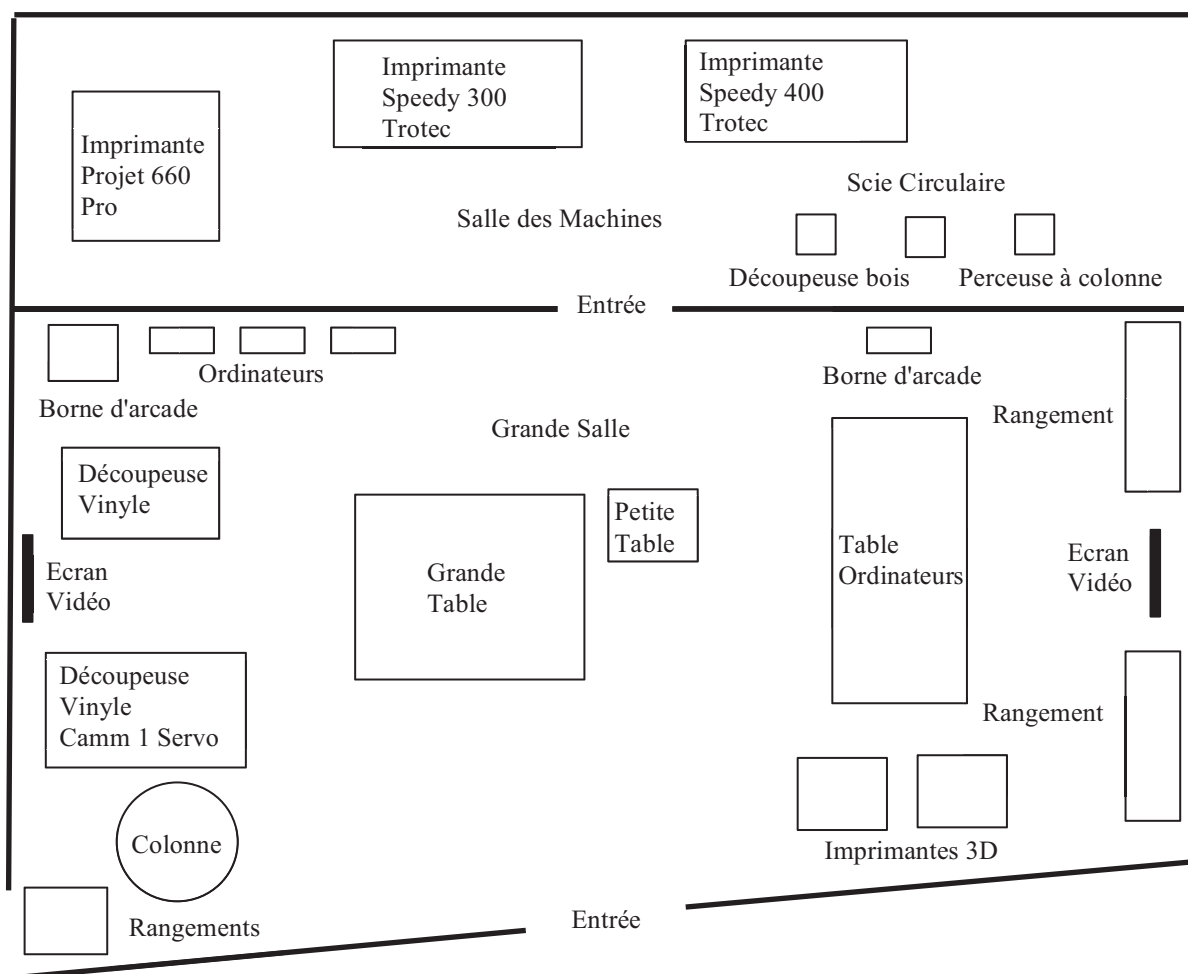 Imprimante
Speedy 300
Trotec
Imprimante
Speedy 400
Trotec
Imprimante
Projet 660
Pro
Scie Circulaire
Salle des Machines
Découpeuse bois
Perceuse à colonne
Entrée
Ordinateurs
Borne d'arcade
Borne d'arcade
Rangement
Grande Salle
Découpeuse
Vinyle
Petite
Table
Grande
Table
Table
Ordinateurs
Ecran
Vidéo
Ecran
Vidéo
Découpeuse
Vinyle
Camm 1 Servo
Rangement
Colonne
Imprimantes 3D
Rangements
Entrée